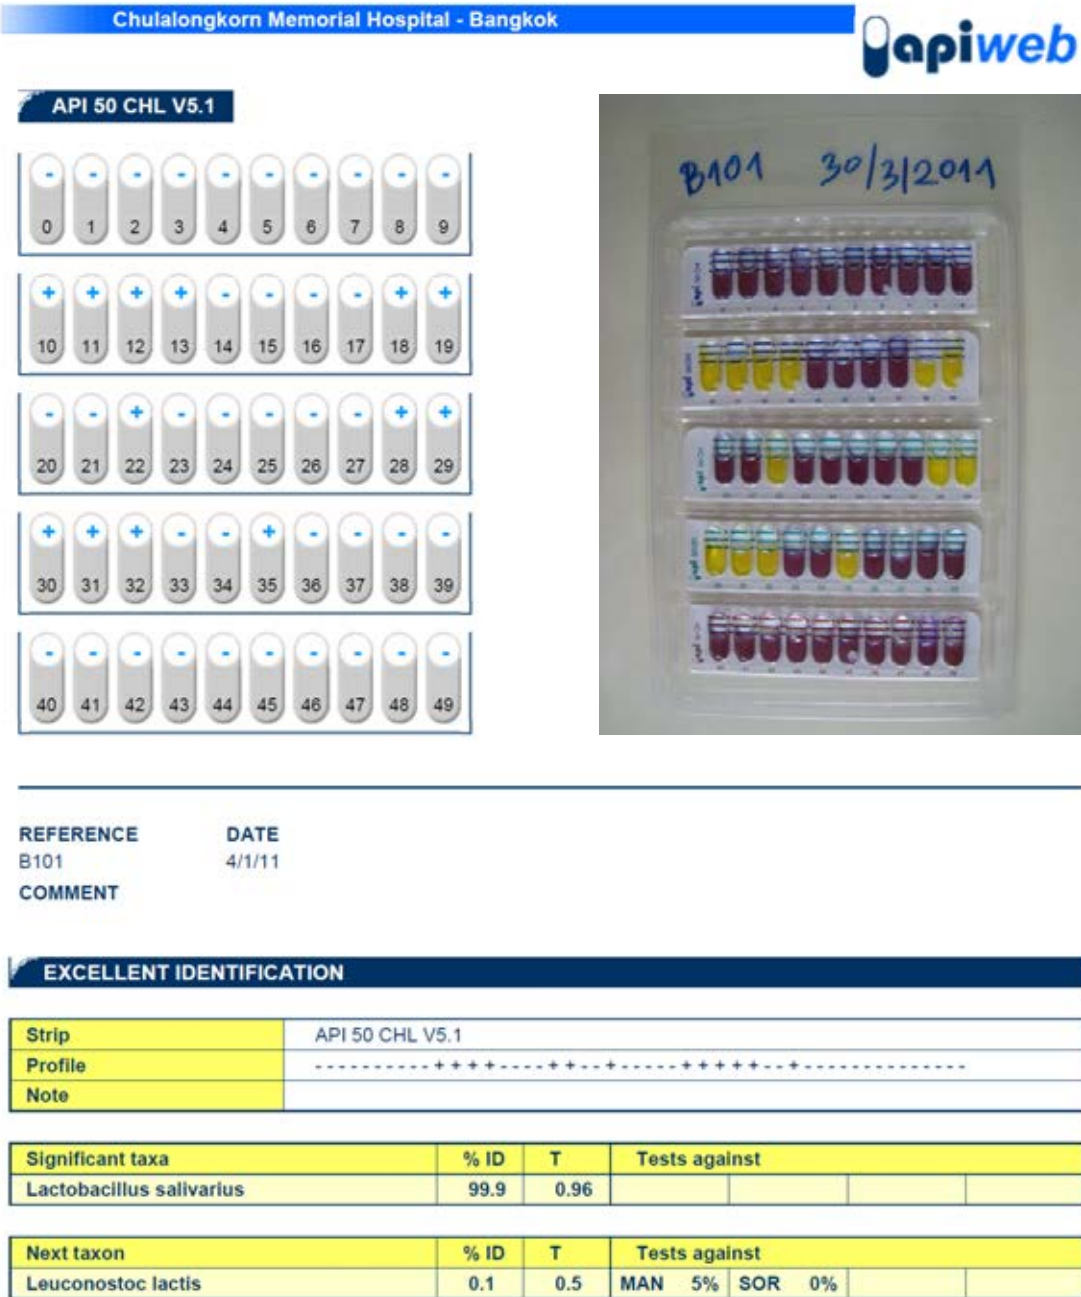 Chulalongkorn Memorial Hospital - Bangkok
apiweb
API 50 CHL V5.1
B101 30/3/2011
- - - - - - - - - -
0 1 2 3 4 5 6 7 8 9
+ + + + - - - - + +
10 11 12 13 14 15 16 17 18 19
- - + - - - - - + +
20 21 22 23 24 25 26 27 28 29
+ + + - - + - - - -
30 31 32 33 34 35 36 37 38 39
- - - - - - - - - -
40 41 42 43 44 45 46 47 48 49
api
api
api
api
api
REFERENCE DATE
B101 4/1/11
COMMENT
EXCELLENT IDENTIFICATION
Strip API 50 CHL V5.1
Profile - - - - - - - - - - + + + + - - - - + + - - + - - - - - + + + + + - - + - - - - - - - - - - - - - -
Note
Significant taxa % ID T Tests against
Lactobacillus salivarius 99.9 0.96
Next taxon % ID T Tests against
Leuconostoc lactis 0.1 0.5 MAN 5% SOR 0%